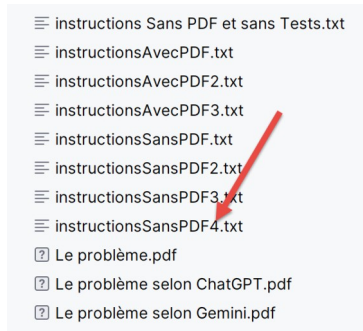 instructions Sans PDF et sans Tests.txt
instructionsAvecPDF.txt
instructionsAvecPDF2.txt
instructionsAvecPDF3.txt
instructionsSansPDF.txt
instructionsSansPDF2.txt
instructionsSansPDF3.txt
instructionsSansPDF4.txt
Le problème.pdf
Le problème selon ChatGPT.pdf
Le problème selon Gemini.pdf